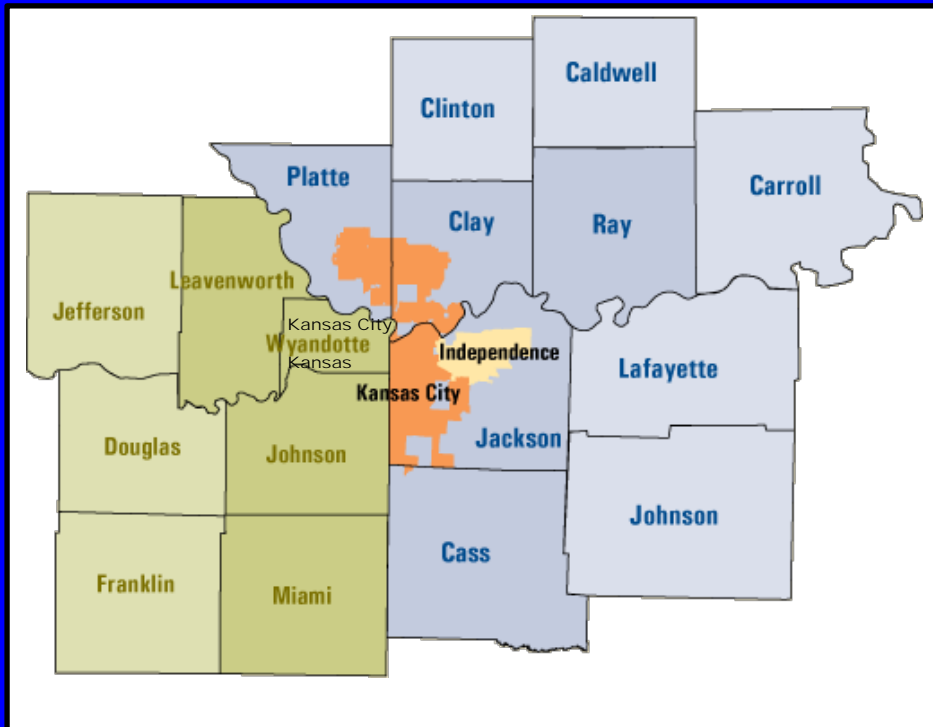 Caldwell
Clinton
Platte
Carroll
Clay
Ray
Leavenworth
Jefferson
Kansas City
Wyandotte
Kansas
Independence
Lafayette
Kansas City
Jackson
Douglas
Johnson
Johnson
Cass
Franklin
Miami